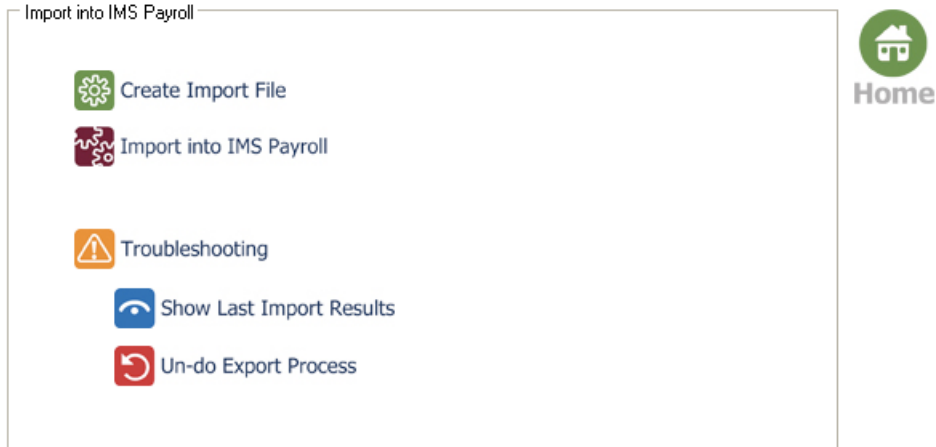 Import into IMS Payroll
Create Import File
Home
Import into IMS Payroll
Troubleshooting
Show Last Import Results
Un-do Export Process